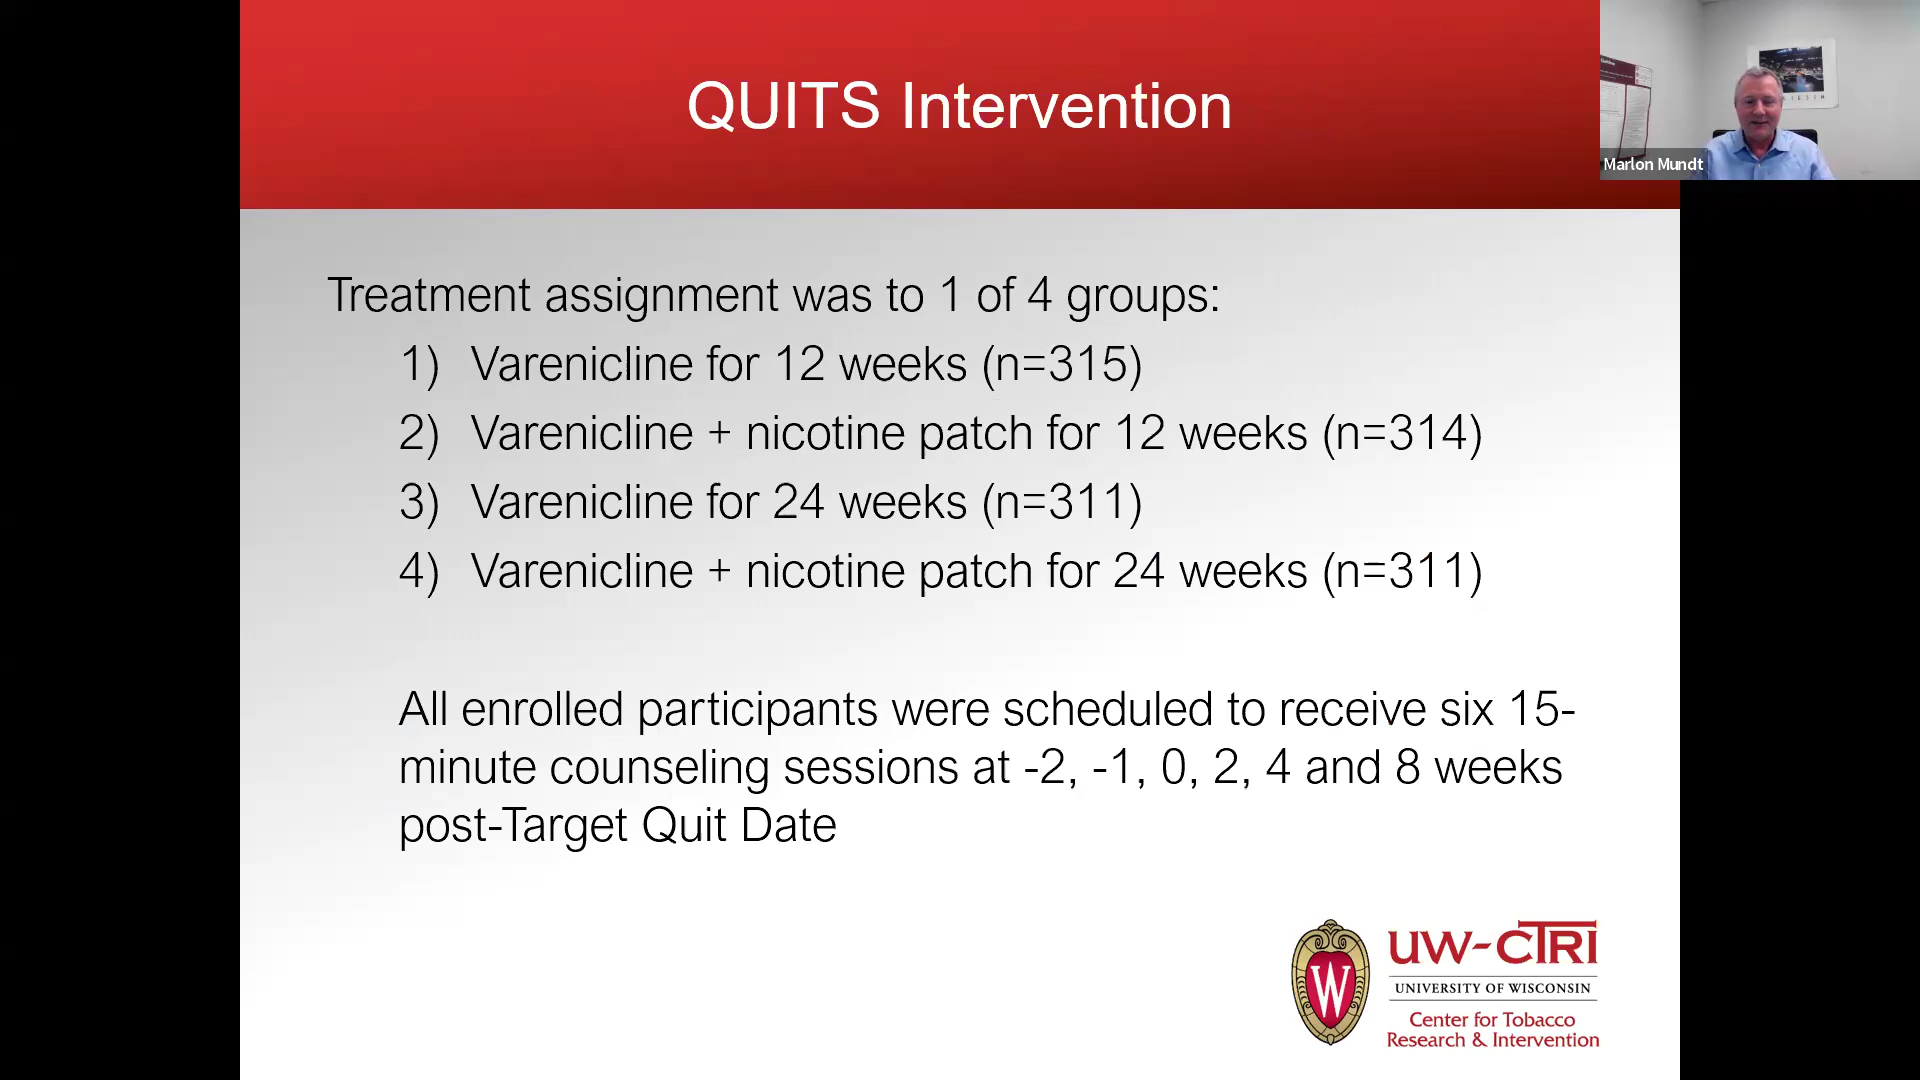 QUITS Intervention
Marlon Mundt
Treatment assignment was to 1 of 4 groups:
1) Varenicline for 12 weeks (n=315)
2) Varenicline + nicotine patch for 12 weeks (n=314)
3) Varenicline for 24 weeks (n=311)
4) Varenicline + nicotine patch for 24 weeks (n=311)
All enrolled participants were scheduled to receive six 15-
minute counseling sessions at -2, -1, 0, 2, 4 and 8 weeks
post-Target Quit Date
W
UW-CTRI
UNIVERSITY OF WISCONSIN
Center for Tobacco
Research & Intervention